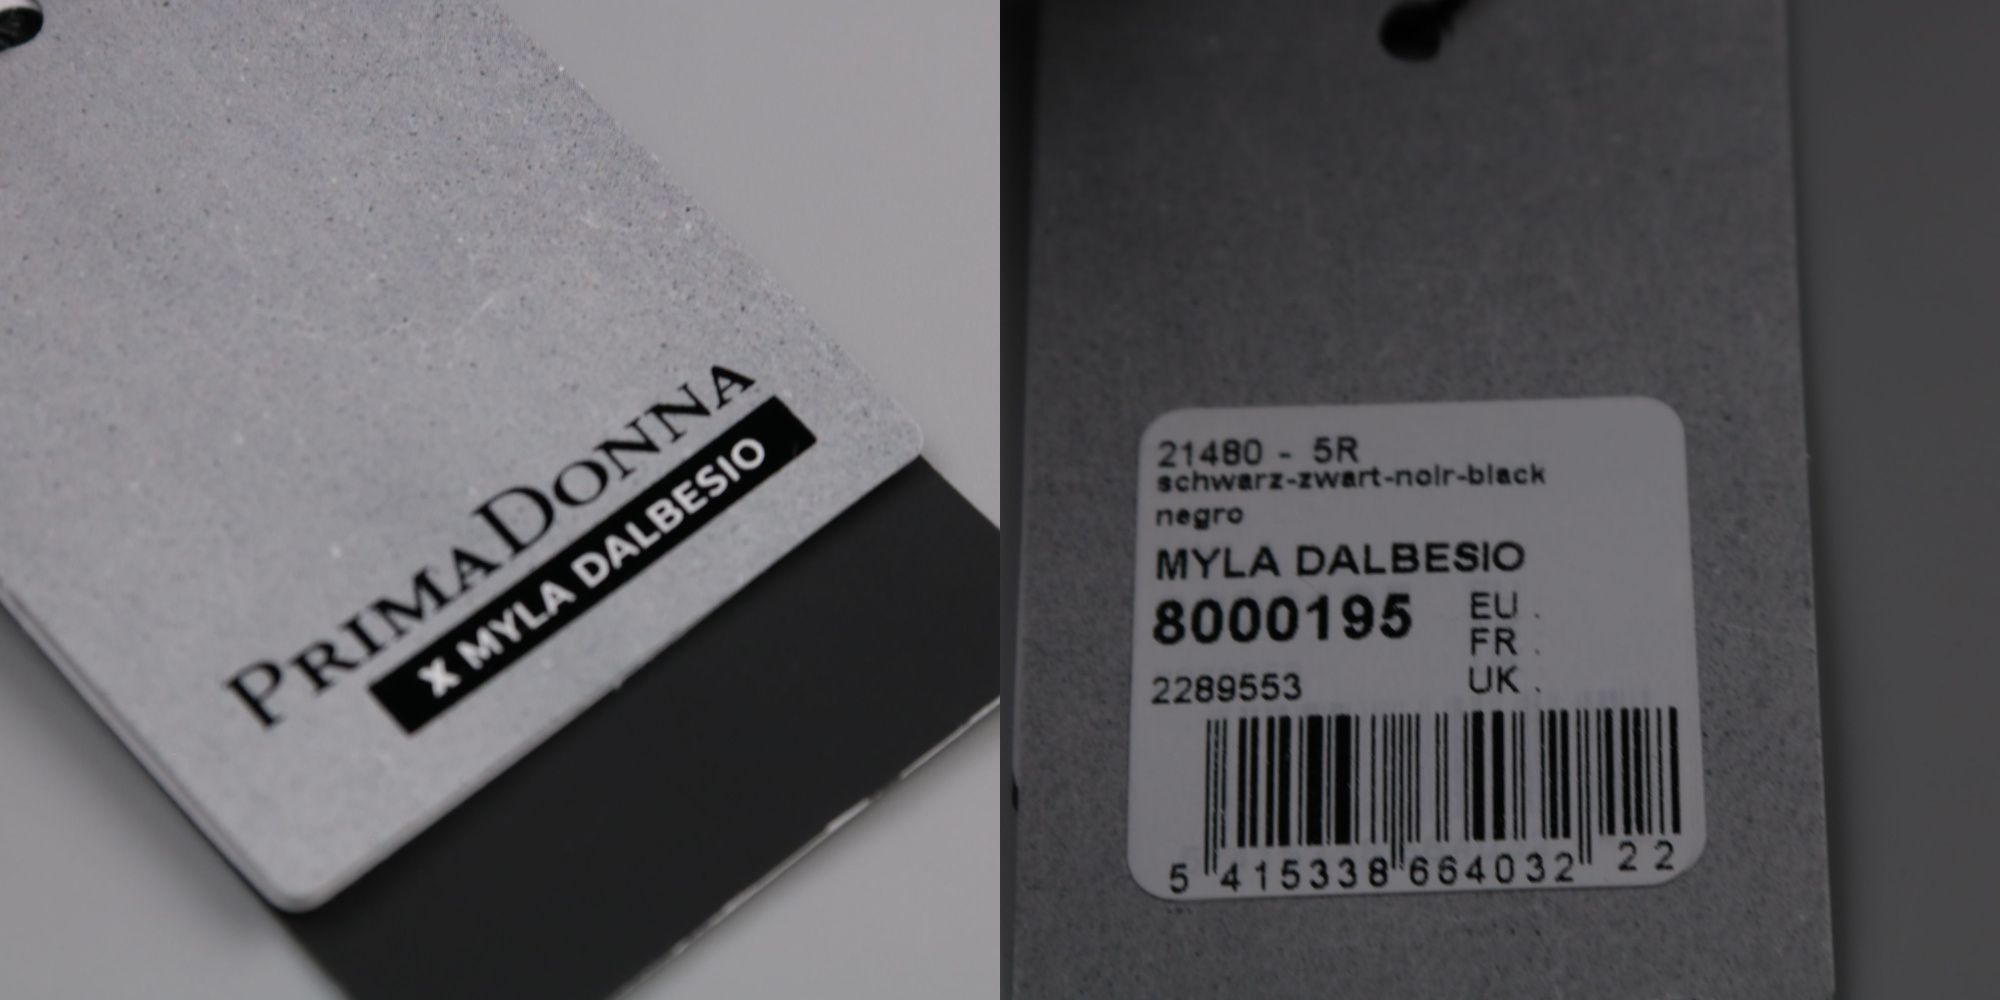 PRIMADONNA
X MYLA DALBESIO
21480 - 5R
schwarz-zwart-noir-black
negro
MYLA DALBESIO
8000195
EU .
FR .
UK .
2289553
5 415338 664032 22